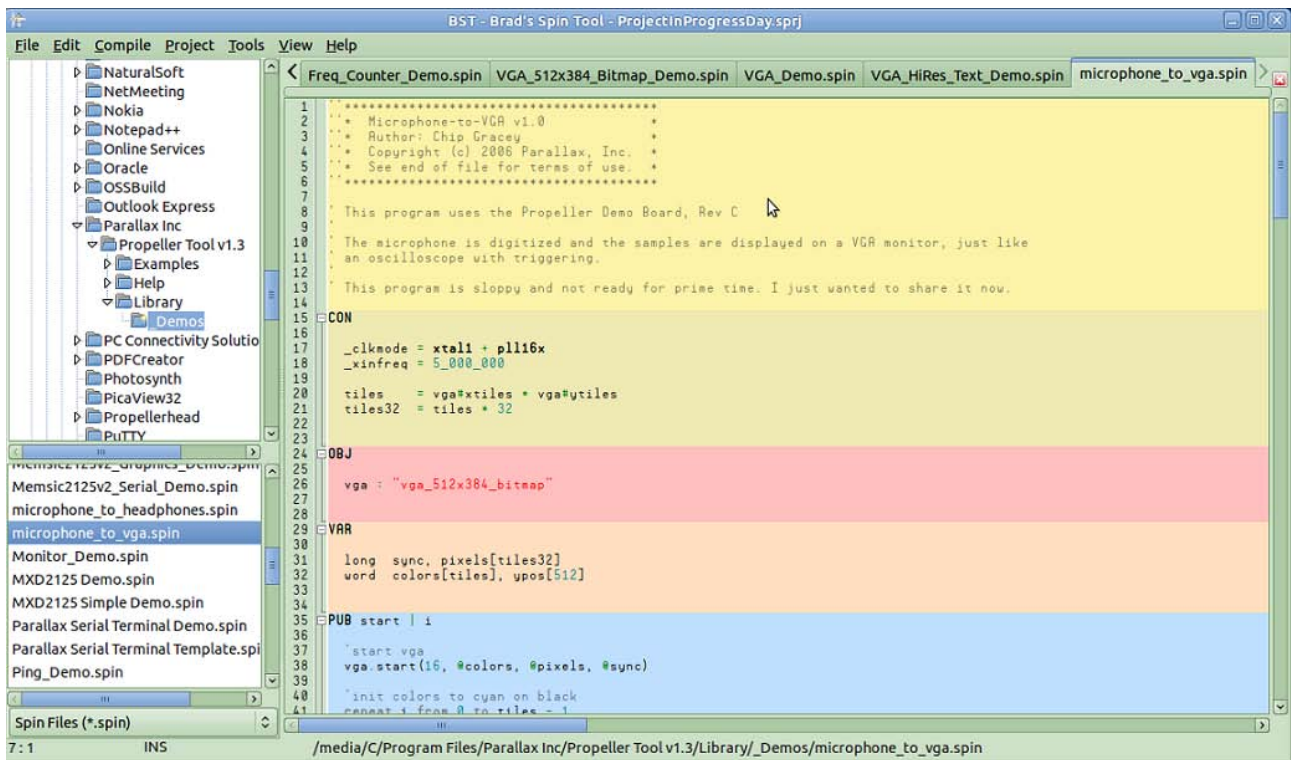 BST - Brad's Spin Tool - ProjectInProgressDay.sprj
File Edit Compile Project Tools View Help
NaturalSoft
NetMeeting
Nokia
Notepad++
Online Services
Oracle
OSSBuild
Outlook Express
Parallax Inc
Propeller Tool v1.3
Examples
Help
Library
_Demos
PC Connectivity Solutio
PDFCreator
Photosynth
PicaView32
Propellerhead
PuTTY
Memsic2125v2_Graphics_Demo.spin
Memsic2125v2_Serial_Demo.spin
microphone_to_headphones.spin
microphone_to_vga.spin
Monitor_Demo.spin
MXD2125 Demo.spin
MXD2125 Simple Demo.spin
Parallax Serial Terminal Demo.spin
Parallax Serial Terminal Template.spi
Ping_Demo.spin
Spin Files (*.spin)
Freq_Counter_Demo.spin VGA_512x384_Bitmap_Demo.spin VGA_Demo.spin VGA_HiRes_Text_Demo.spin microphone_to_vga.spin
1 ''***************************************
2 ''* Microphone-to-VGA v1.0 *
3 ''* Author: Chip Gracey *
4 ''* Copyright (c) 2006 Parallax, Inc. *
5 ''* See end of file for terms of use. *
6 ''***************************************
7
8 ' This program uses the Propeller Demo Board, Rev C
9 '
10 ' The microphone is digitized and the samples are displayed on a VGA monitor, just like
11 ' an oscilloscope with triggering.
12 '
13 ' This program is sloppy and not ready for prime time. I just wanted to share it now.
14
15 CON
16
17 _clkmode = xtal1 + pll16x
18 _xinfreq = 5_000_000
19
20 tiles = vga#xtiles * vga#ytiles
21 tiles32 = tiles * 32
22
23
24 OBJ
25
26 vga : "vga_512x384_bitmap"
27
28
29 VAR
30
31 long sync, pixels[tiles32]
32 word colors[tiles], ypos[512]
33
34
35 PUB start | i
36
37 'start vga
38 vga.start(16, @colors, @pixels, @sync)
39
40 'init colors to cyan on black
41 repeat i from 0 to tiles - 1
7 : 1 INS /media/C/Program Files/Parallax Inc/Propeller Tool v1.3/Library/_Demos/microphone_to_vga.spin